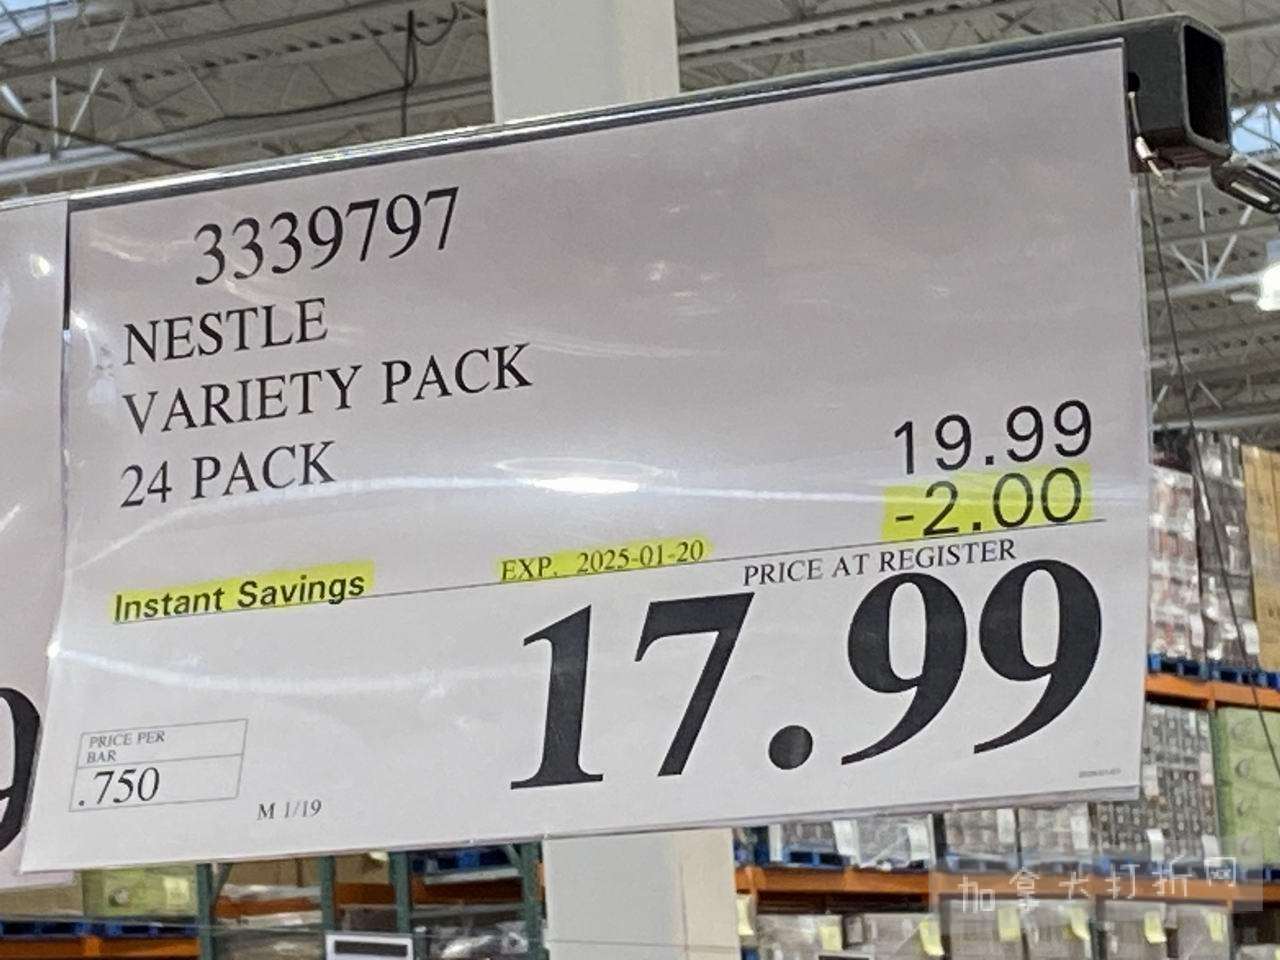 3339797
NESTLE
VARIETY PACK
24 PACK
19.99
-2.00
Instant Savings
EXP. 2025-01-20
PRICE AT REGISTER
17.99
PRICE PER
BAR
.750
M 1/19
加拿大打折网